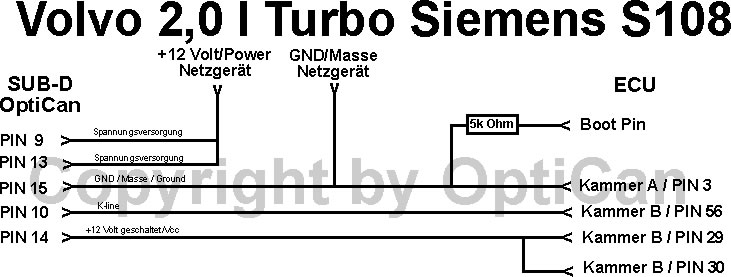 Volvo 2,0 l Turbo Siemens S108
+12 Volt/Power
Netzgerät
GND/Masse
Netzgerät
SUB-D
OptiCan
ECU
5k Ohm
Boot Pin
PIN 9
Spannungsversorgung
PIN 13
Spannungsversorgung
PIN 15
GND / Masse / Ground
Kammer A / PIN 3
PIN 10
K-line
Kammer B / PIN 56
PIN 14
+12 Volt geschaltet/Vcc
Kammer B / PIN 29
Kammer B / PIN 30
Copyright by OptiCan